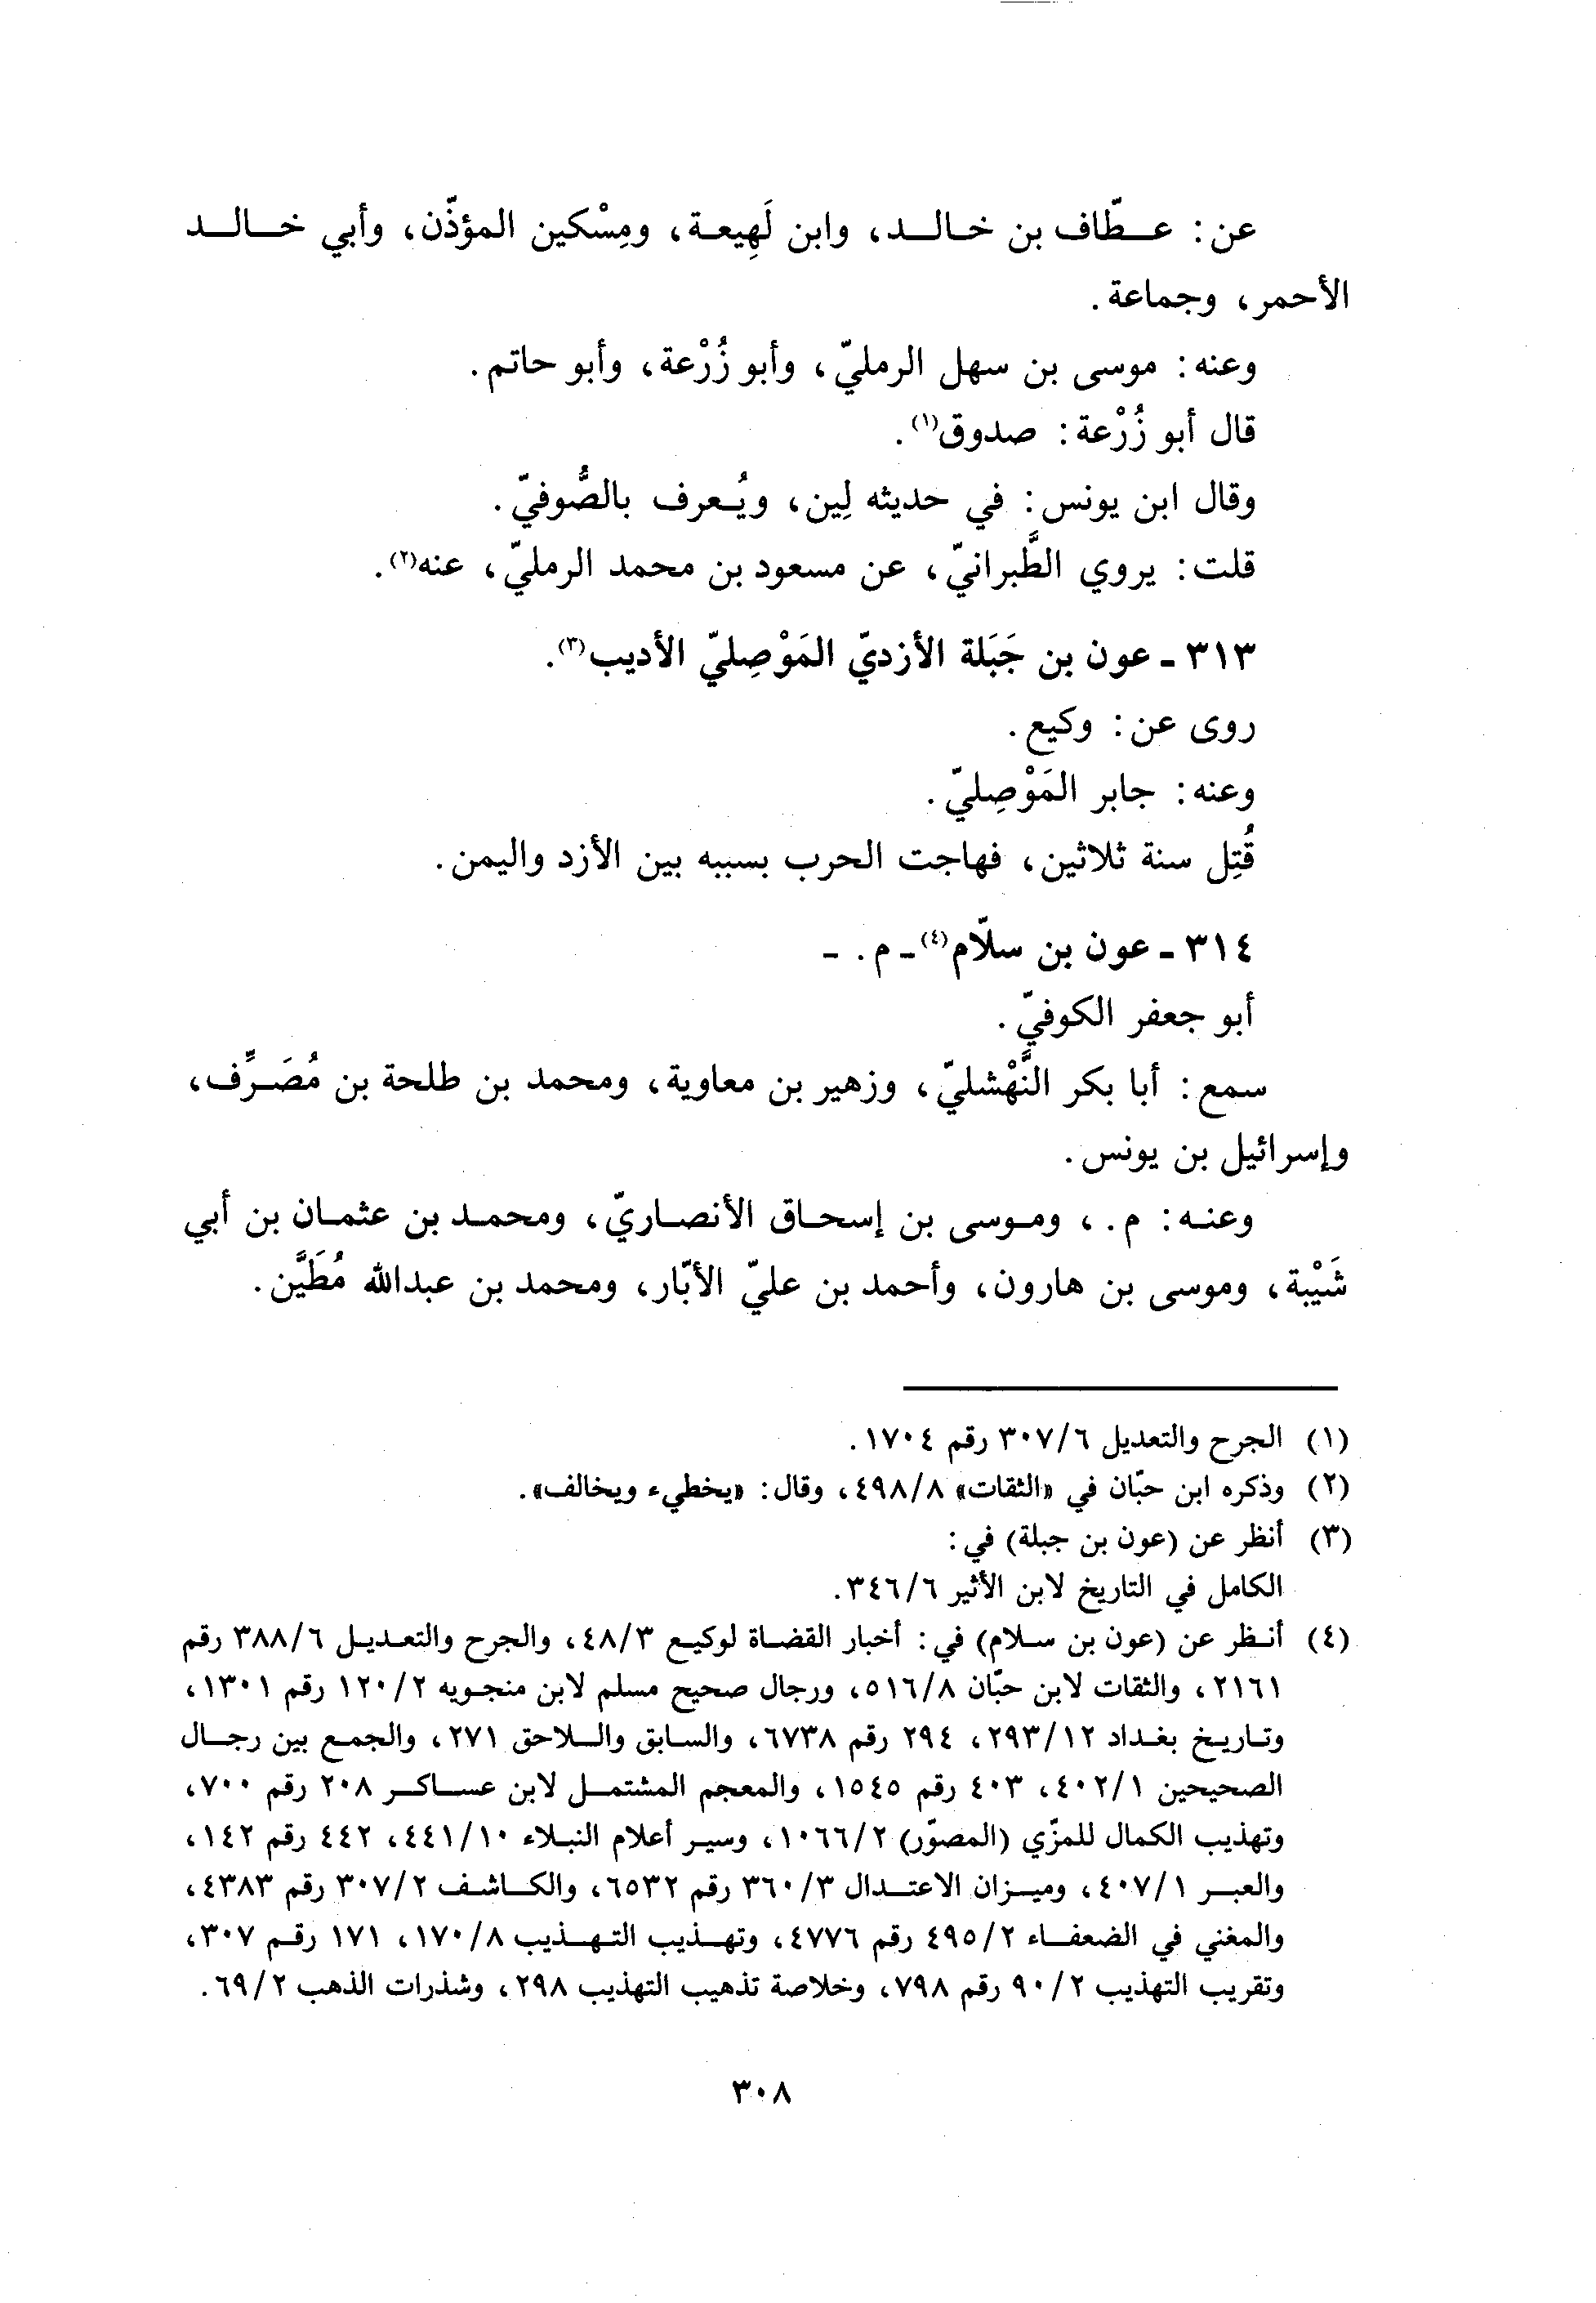 عن: عطّاف بن خالد، وابن لَهِيعة، ومِسْكين المؤذّن، وأبي خالد
الأحمر، وجماعة.
وعنه: موسى بن سهل الرمليّ، وأبو زُرْعة، وأبو حاتم.
قال أبو زُرْعة: صدوق(١).
وقال ابن يونس: في حديثه لِين، ويُعرف بالصُّوفيّ.
قلت: يروي الطَّبرانيّ، عن مسعود بن محمد الرمليّ، عنه(٢).
٣١٣ - عون بن جَبَلة الأزديّ المَوْصِليّ الأديب(٣).
روى عن: وكيع.
وعنه: جابر المَوْصِليّ.
قُتِل سنة ثلاثين، فهاجت الحرب بسببه بين الأزد واليمن.
٣١٤ - عون بن سلّام(٤) - م. -
أبو جعفر الكوفيّ.
سمع: أبا بكر النَّهْشليّ، وزهير بن معاوية، ومحمد بن طلحة بن مُصَرِّف،
وإسرائيل بن يونس.
وعنه: م.، وموسى بن إسحاق الأنصاريّ، ومحمد بن عثمان بن أبي
شَيْبة، وموسى بن هارون، وأحمد بن عليّ الأبّار، ومحمد بن عبدالله مُطَيَّن.
(١) الجرح والتعديل ٣٠٧/٦ رقم ١٧٠٤.
(٢) وذكره ابن حبّان في «الثقات» ٤٩٨/٨، وقال: «يخطيء ويخالف».
(٣) أنظر عن (عون بن جبلة) في:
الكامل في التاريخ لابن الأثير ٣٤٦/٦.
(٤) أنظر عن (عون بن سلام) في: أخبار القضاة لوكيع ٤٨/٣، والجرح والتعديل ٣٨٨/٦ رقم
٢١٦١، والثقات لابن حبّان ٥١٦/٨، ورجال صحيح مسلم لابن منجويه ١٢٠/٢ رقم ١٣٠١،
وتاريخ بغداد ٢٩٣/١٢، ٢٩٤ رقم ٦٧٣٨، والسابق واللاحق ٢٧١، والجمع بين رجال
الصحيحين ٤٠٢/١، ٤٠٣ رقم ١٥٤٥، والمعجم المشتمل لابن عساكر ٢٠٨ رقم ٧٠٠،
وتهذيب الكمال للمزّي (المصوّر) ١٠٦٦/٢، وسير أعلام النبلاء ٤٤١/١٠، ٤٤٢ رقم ١٤٢،
والعبر ٤٠٧/١، وميزان الاعتدال ٣٦٠/٣ رقم ٦٥٣٢، والكاشف ٣٠٧/٢ رقم ٤٣٨٣،
والمغني في الضعفاء ٤٩٥/٢ رقم ٤٧٧٦، وتهذيب التهذيب ١٧٠/٨، ١٧١ رقم ٣٠٧،
وتقريب التهذيب ٩٠/٢ رقم ٧٩٨، وخلاصة تذهيب التهذيب ٢٩٨، وشذرات الذهب ٦٩/٢.
٣٠٨